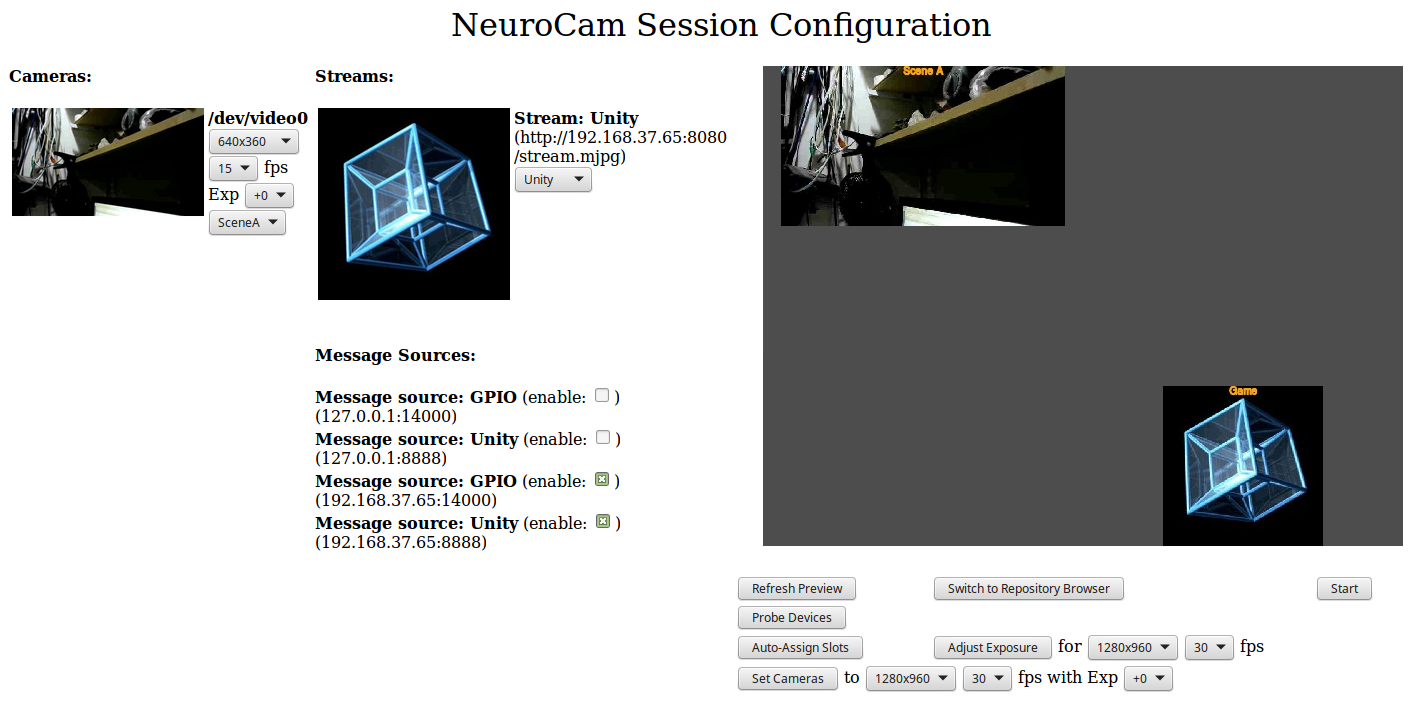 NeuroCam Session Configuration
Cameras:
/dev/video0
640x360
15 fps
Exp +0
SceneA
Streams:
Stream: Unity
(http://192.168.37.65:8080
/stream.mjpg)
Unity
Message Sources:
Message source: GPIO (enable: )
(127.0.0.1:14000)
Message source: Unity (enable: )
(127.0.0.1:8888)
Message source: GPIO (enable: )
(192.168.37.65:14000)
Message source: Unity (enable: )
(192.168.37.65:8888)
Scene A
Game
Refresh Preview Switch to Repository Browser Start
Probe Devices
Auto-Assign Slots Adjust Exposure for 1280x960 30 fps
Set Cameras to 1280x960 30 fps with Exp +0